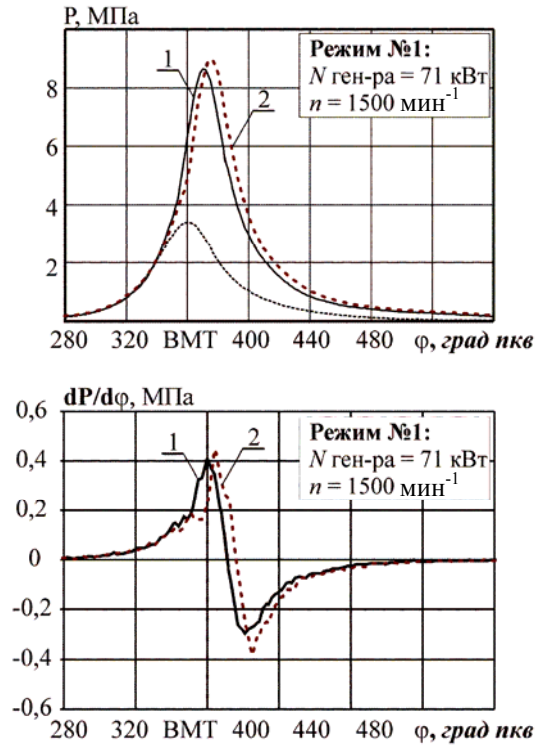 P, МПа
Режим №1:
N ген-ра = 71 кВт
n = 1500 мин-1
1
2
8
6
4
2
280 320 ВМТ 400 440 480 φ, град пкв
dP/dφ, МПа
0,6
Режим №1:
N ген-ра = 71 кВт
n = 1500 мин-1
1
2
0,4
0,2
0
-0,2
-0,4
-0,6
280 320 ВМТ 400 440 480 φ, град пкв